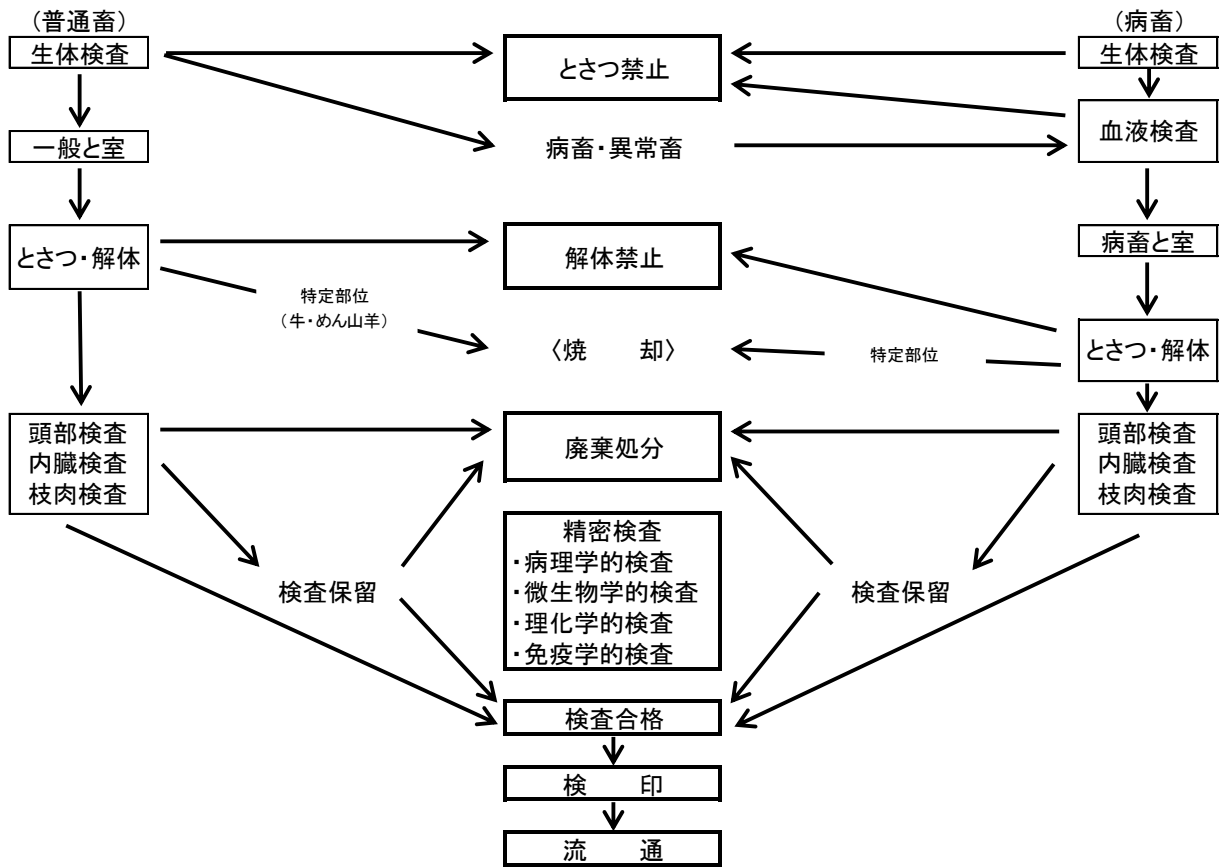 （普通畜）
（病畜）
生体検査
とさつ禁止
生体検査
一般と室
病畜・異常畜
血液検査
とさつ・解体
解体禁止
病畜と室
特定部位
（牛・めん山羊）
〈焼　　却〉
特定部位
とさつ・解体
頭部検査
内臓検査
枝肉検査
廃棄処分
頭部検査
内臓検査
枝肉検査
検査保留
精密検査
・病理学的検査
・微生物学的検査
・理化学的検査
・免疫学的検査
検査保留
検査合格
検　　印
流　　通